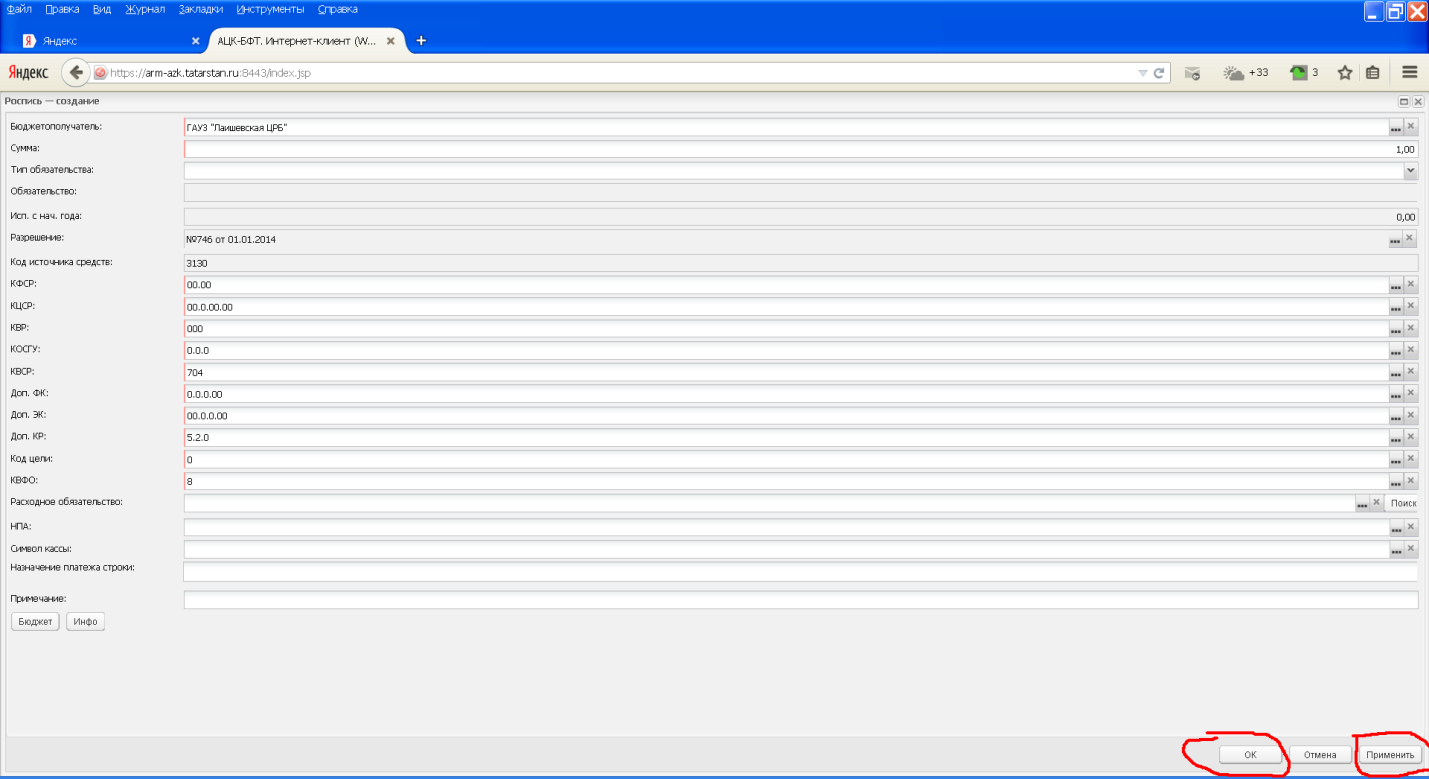 Файл Правка Вид Журнал Закладки Инструменты Справка
Я Яндекс АЦК-БФТ. Интернет-клиент (W...
Яндекс https://arm-azk.tatarstan.ru:8443/index.jsp +33 3
Роспись — создание
Бюджетополучатель: ГАУЗ "Лаишевская ЦРБ" ...
Сумма: 1,00
Тип обязательства:
Обязательство:
Исп. с нач. года: 0,00
Разрешение: №746 от 01.01.2014 ...
Код источника средств: 3130
КФСР: 00.00 ...
КЦСР: 00.0.00.00 ...
КВР: 000 ...
КОСГУ: 0.0.0 ...
КВСР: 704 ...
Доп. ФК: 0.0.0.00 ...
Доп. ЭК: 00.0.0.00 ...
Доп. КР: 5.2.0 ...
Код цели: 0 ...
КВФО: 8 ...
Расходное обязательство: ... Поиск
НПА: ...
Символ кассы: ...
Назначение платежа строки:
Примечание:
Бюджет Инфо
ОК Отмена Применить